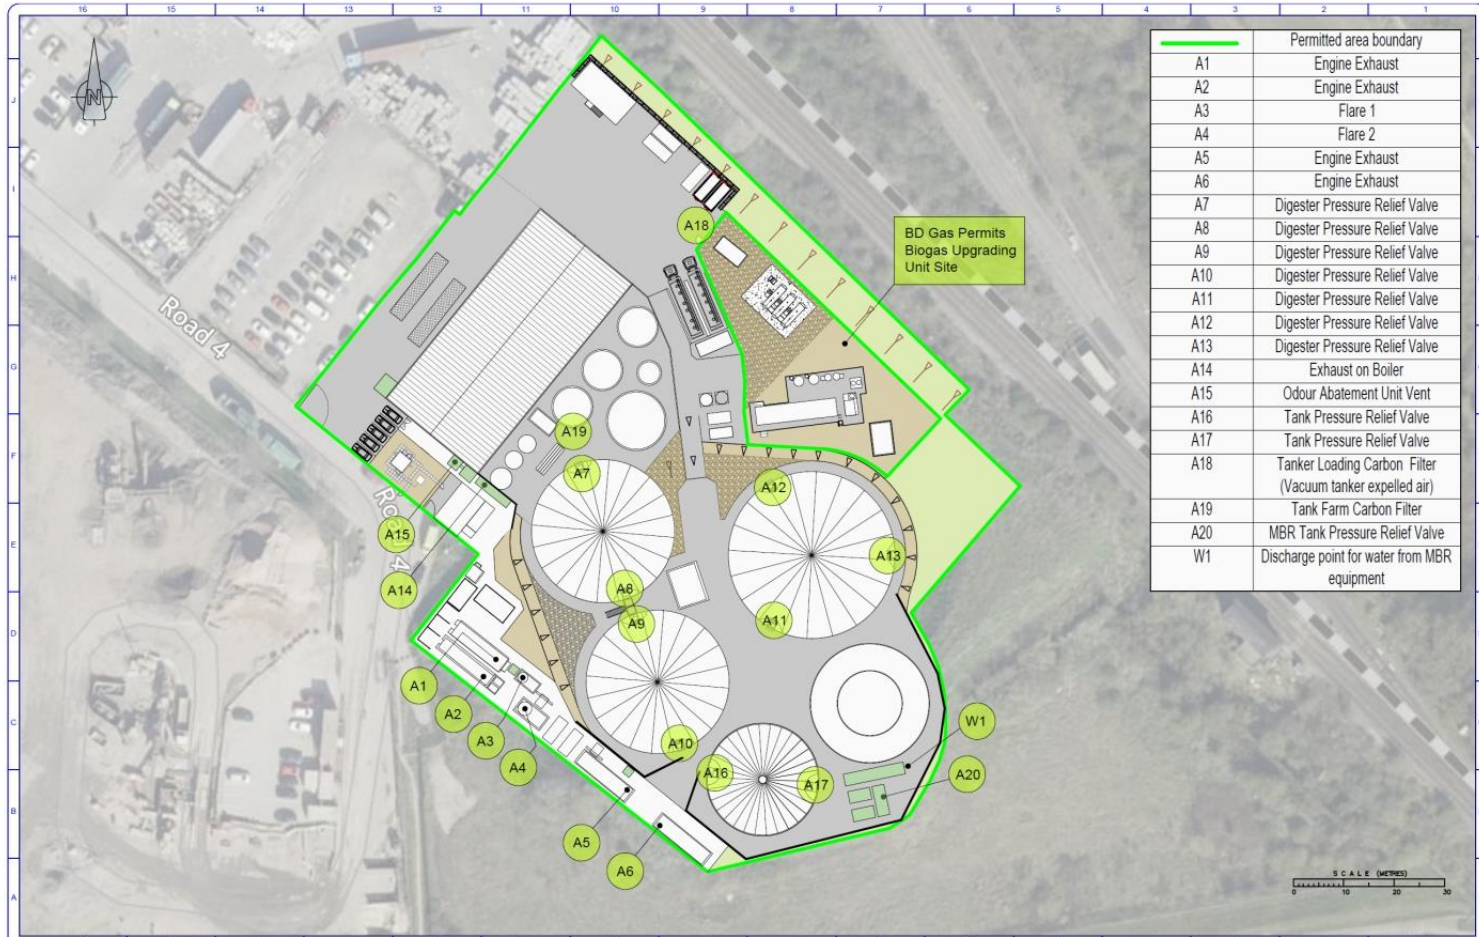 16 15 14 13 12 11 10 9 8 7 6 5 4 3 2 1
J
I
H
G
F
E
D
C
B
A
N
Permitted area boundary
A1 Engine Exhaust
A2 Engine Exhaust
A3 Flare 1
A4 Flare 2
A5 Engine Exhaust
A6 Engine Exhaust
A7 Digester Pressure Relief Valve
A8 Digester Pressure Relief Valve
A9 Digester Pressure Relief Valve
A10 Digester Pressure Relief Valve
A11 Digester Pressure Relief Valve
A12 Digester Pressure Relief Valve
A13 Digester Pressure Relief Valve
A14 Exhaust on Boiler
A15 Odour Abatement Unit Vent
A16 Tank Pressure Relief Valve
A17 Tank Pressure Relief Valve
A18 Tanker Loading Carbon Filter
(Vacuum tanker expelled air)
A19 Tank Farm Carbon Filter
A20 MBR Tank Pressure Relief Valve
W1 Discharge point for water from MBR
equipment
A18
BD Gas Permits
Biogas Upgrading
Unit Site
Road 4
A19
A7
A12
A15
Road 4
A13
A14
A8
A9
A11
A1
A2
A3
A4
A10
W1
A16
A17
A20
A5
A6
SCALE (METRES)
0 10 20 30